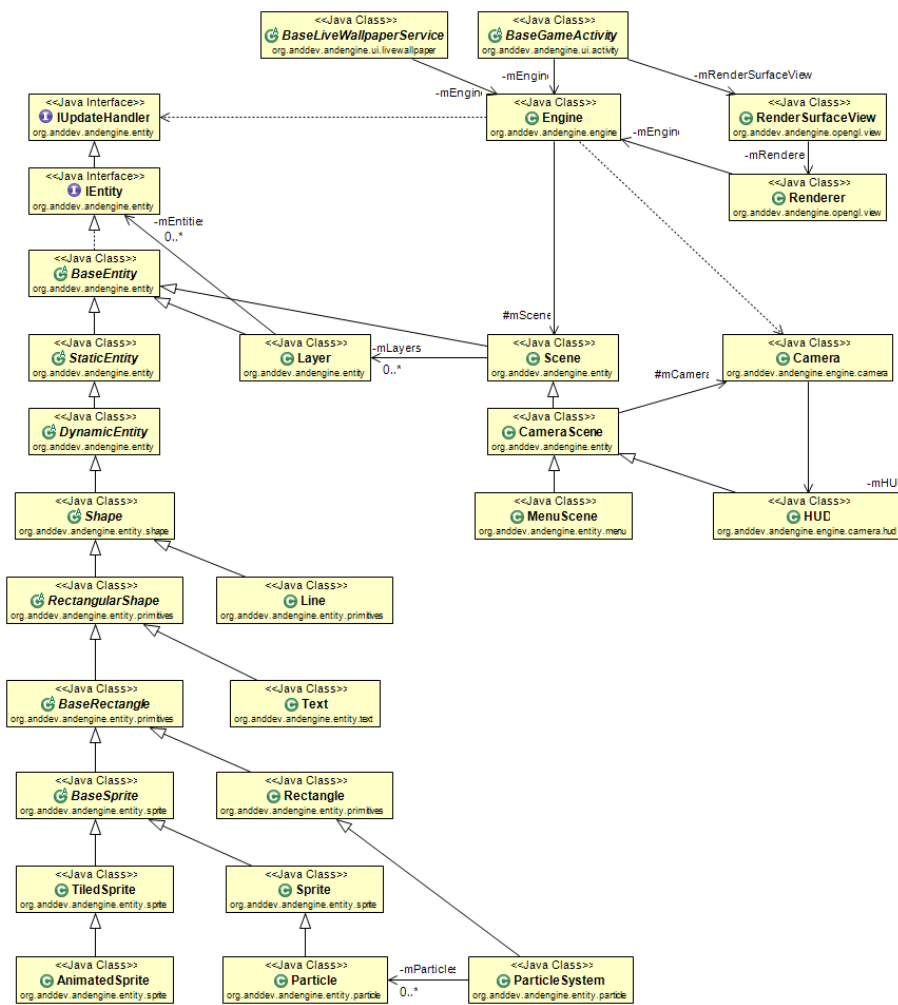 <<Java Class>>
BaseLiveWallpaperService
org.anddev.andengine.ui.livewallpaper
<<Java Class>>
BaseGameActivity
org.anddev.andengine.ui.activity
-mEngine
-mEngin
-mRenderSurfaceView
<<Java Interface>>
IUpdateHandler
org.anddev.andengine.entity
<<Java Class>>
Engine
org.anddev.andengine.engine
<<Java Class>>
RenderSurfaceView
org.anddev.andengine.opengl.view
-mEngin
-mRendere
<<Java Interface>>
IEntity
org.anddev.andengine.entity
<<Java Class>>
Renderer
org.anddev.andengine.opengl.view
-mEntities
0..*
<<Java Class>>
BaseEntity
org.anddev.andengine.entity
#mScene
<<Java Class>>
StaticEntity
org.anddev.andengine.entity
<<Java Class>>
Layer
org.anddev.andengine.entity
-mLayers
0..*
<<Java Class>>
Scene
org.anddev.andengine.entity
<<Java Class>>
Camera
org.anddev.andengine.engine.camera
#mCamera
<<Java Class>>
DynamicEntity
org.anddev.andengine.entity
<<Java Class>>
CameraScene
org.anddev.andengine.entity
-mHU
<<Java Class>>
Shape
org.anddev.andengine.entity.shape
<<Java Class>>
MenuScene
org.anddev.andengine.entity.menu
<<Java Class>>
HUD
org.anddev.andengine.engine.camera.hud
<<Java Class>>
RectangularShape
org.anddev.andengine.entity.primitives
<<Java Class>>
Line
org.anddev.andengine.entity.primitives
<<Java Class>>
BaseRectangle
org.anddev.andengine.entity.primitives
<<Java Class>>
Text
org.anddev.andengine.entity.text
<<Java Class>>
BaseSprite
org.anddev.andengine.entity.sprite
<<Java Class>>
Rectangle
org.anddev.andengine.entity.primitives
<<Java Class>>
TiledSprite
org.anddev.andengine.entity.sprite
<<Java Class>>
Sprite
org.anddev.andengine.entity.sprite
<<Java Class>>
AnimatedSprite
org.anddev.andengine.entity.sprite
<<Java Class>>
Particle
org.anddev.andengine.entity.particle
-mParticles
0..*
<<Java Class>>
ParticleSystem
org.anddev.andengine.entity.particle